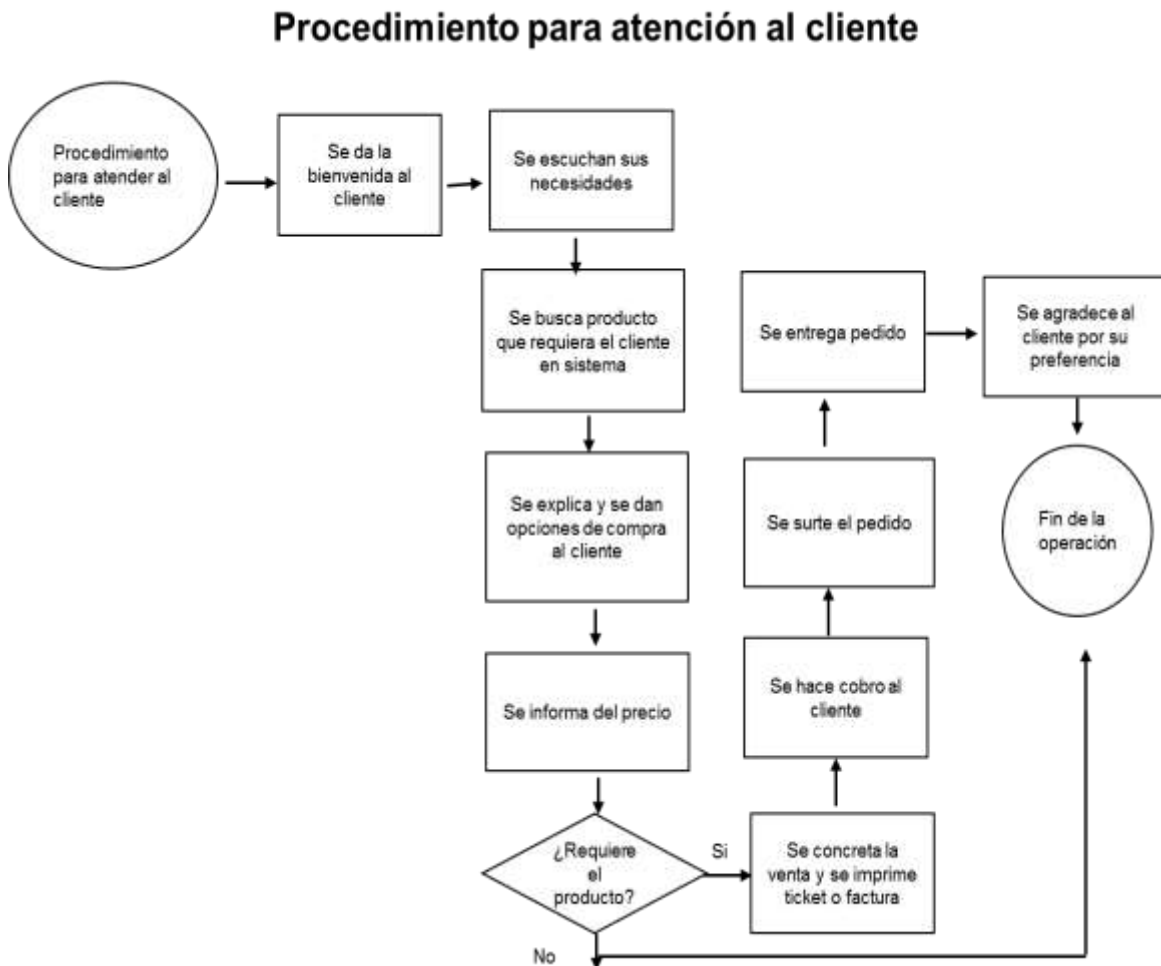 Procedimiento para atención al cliente
Procedimiento
para atender al
cliente
Se da la
bienvenida al
cliente
Se escuchan sus
necesidades
Se busca producto
que requiera el cliente
en sistema
Se explica y se dan
opciones de compra
al cliente
Se informa del precio
¿Requiere
el
producto?
Si
No
Se concreta la
venta y se imprime
ticket o factura
Se hace cobro al
cliente
Se surte el pedido
Se entrega pedido
Se agradece al
cliente por su
preferencia
Fin de la
operación